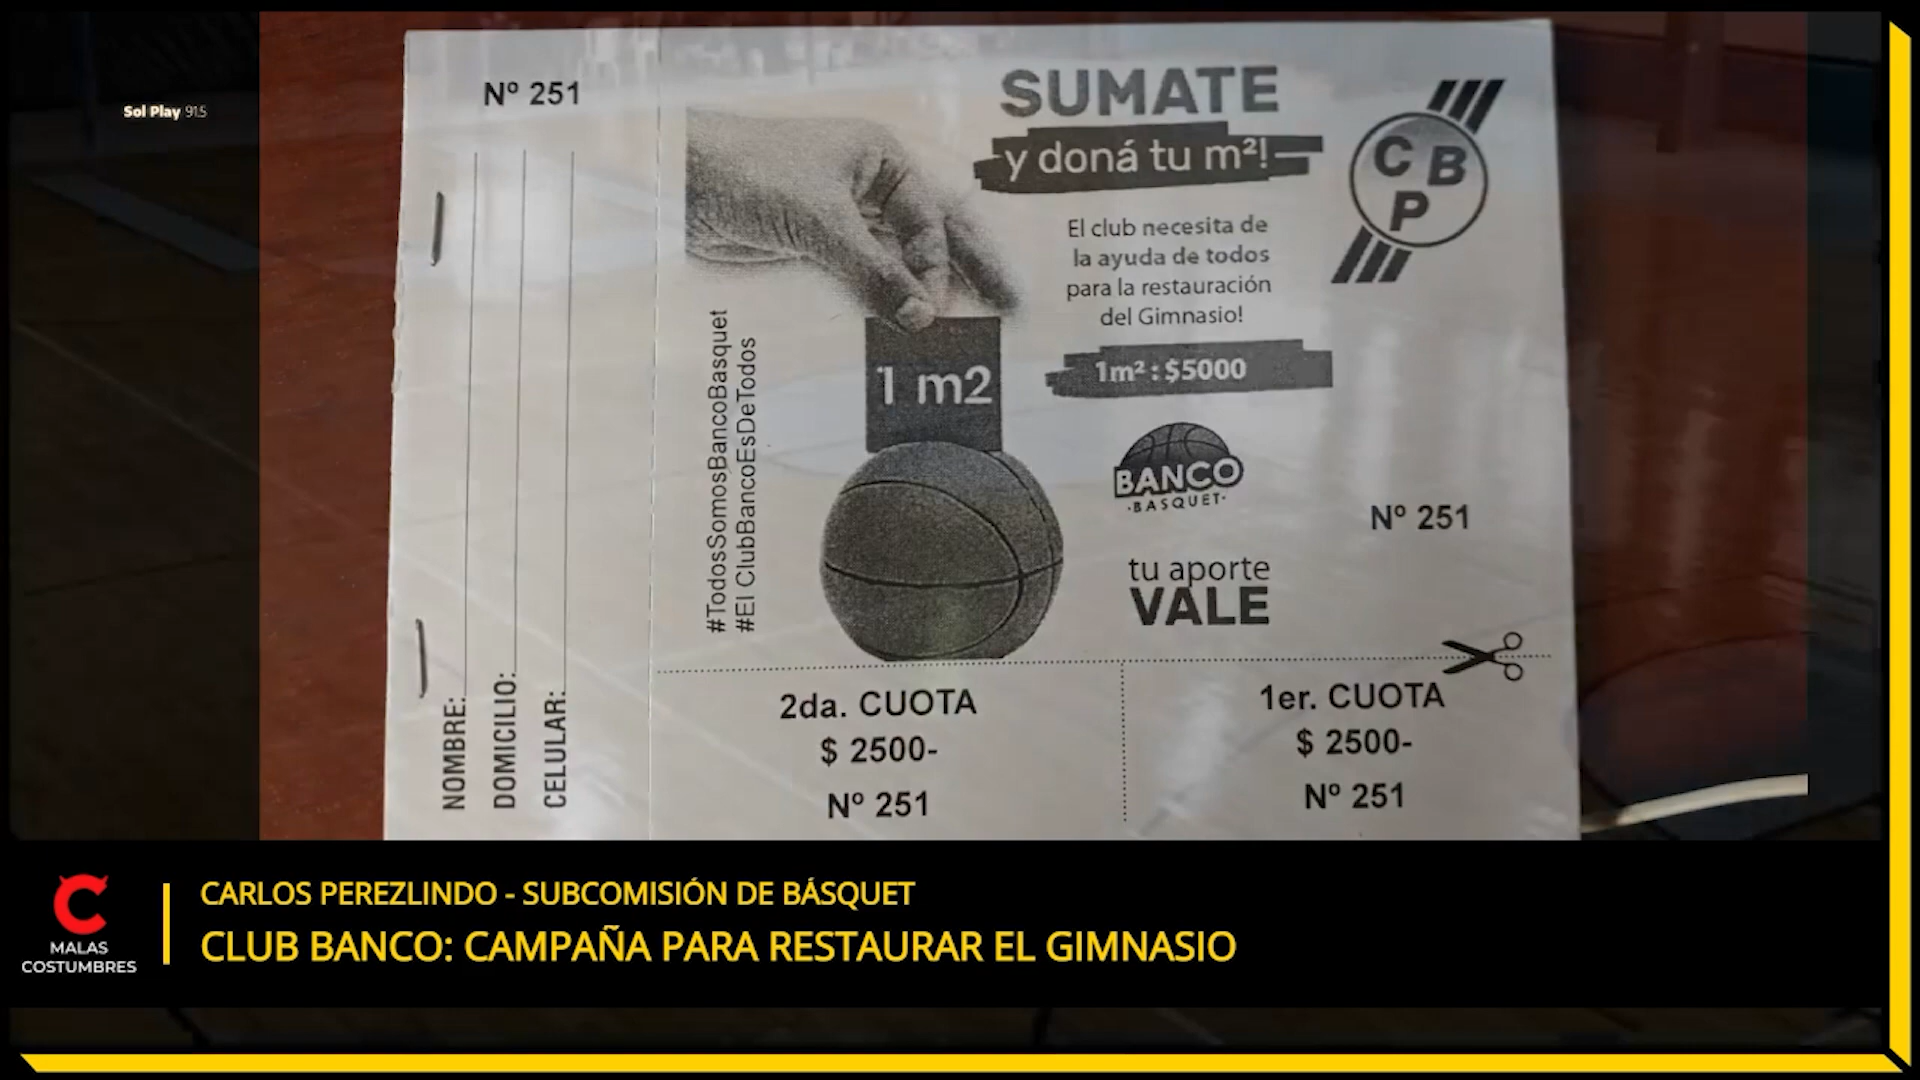 Sol Play 91.5
Nº 251
NOMBRE:
DOMICILIO:
CELULAR:
#TodosSomosBancoBasquet
#El ClubBancoEsDeTodos
SUMATE
y doná tu m²!
CBP
El club necesita de
la ayuda de todos
para la restauración
del Gimnasio!
1 m2
1m² : $5000
BANCO
·BASQUET·
Nº 251
tu aporte
VALE
2da. CUOTA
$ 2500-
Nº 251
1er. CUOTA
$ 2500-
Nº 251
C
MALAS
COSTUMBRES
CARLOS PEREZLINDO - SUBCOMISIÓN DE BÁSQUET
CLUB BANCO: CAMPAÑA PARA RESTAURAR EL GIMNASIO